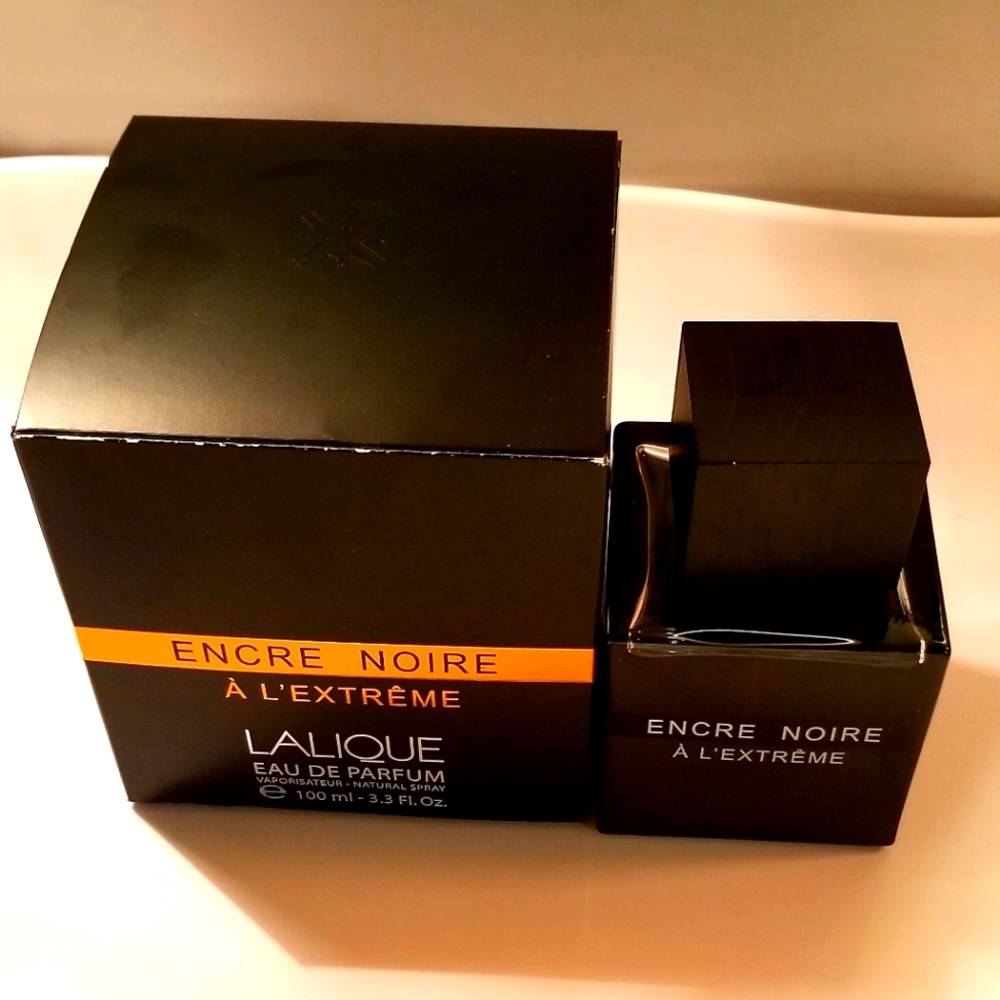 ENCRE NOIRE
À L'EXTRÊME
LALIQUE
EAU DE PARFUM
VAPORISATEUR - NATURAL SPRAY
e 100 ml - 3.3 Fl. Oz.
LALIQUE
ENCRE NOIRE
À L'EXTRÊME